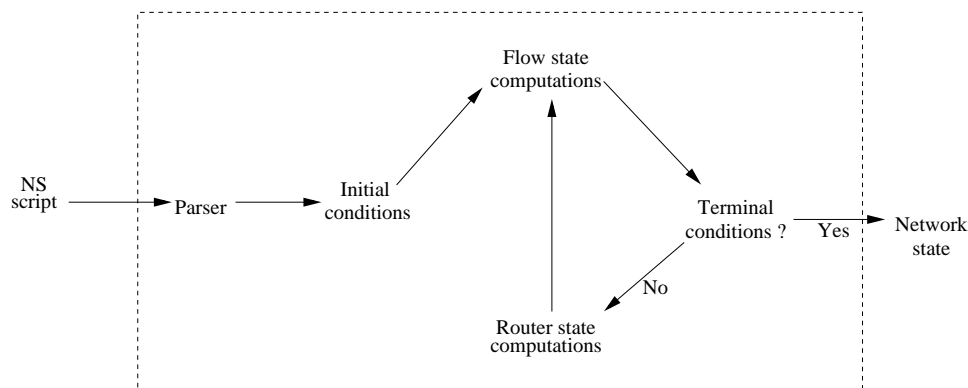 Flow state
computations
NS
script
Parser
Initial
conditions
Terminal
conditions ?
Yes
Network
state
No
Router state
computations